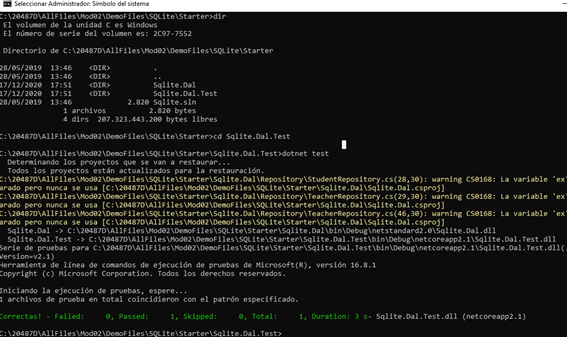 Seleccionar Administrador: Símbolo del sistema
C:\20487D\AllFiles\Mod02\DemoFiles\SQLite\Starter>dir
El volumen de la unidad C es Windows
El número de serie del volumen es: 2C97-7552
Directorio de C:\20487D\AllFiles\Mod02\DemoFiles\SQLite\Starter
28/05/2019 13:46 <DIR> .
28/05/2019 13:46 <DIR> ..
17/12/2020 17:51 <DIR> Sqlite.Dal
17/12/2020 17:51 <DIR> Sqlite.Dal.Test
28/05/2019 13:46 2.820 Sqlite.sln
1 archivos 2.820 bytes
4 dirs 207.323.443.200 bytes libres
C:\20487D\AllFiles\Mod02\DemoFiles\SQLite\Starter>cd Sqlite.Dal.Test
C:\20487D\AllFiles\Mod02\DemoFiles\SQLite\Starter\Sqlite.Dal.Test>dotnet test
Determinando los proyectos que se van a restaurar...
Todos los proyectos están actualizados para la restauración.
C:\20487D\AllFiles\Mod02\DemoFiles\SQLite\Starter\Sqlite.Dal\Repository\StudentRepository.cs(28,30): warning CS0168: La variable 'ex'
arado pero nunca se usa [C:\20487D\AllFiles\Mod02\DemoFiles\SQLite\Starter\Sqlite.Dal\Sqlite.Dal.csproj]
C:\20487D\AllFiles\Mod02\DemoFiles\SQLite\Starter\Sqlite.Dal\Repository\TeacherRepository.cs(29,30): warning CS0168: La variable 'ex'
arado pero nunca se usa [C:\20487D\AllFiles\Mod02\DemoFiles\SQLite\Starter\Sqlite.Dal\Sqlite.Dal.csproj]
C:\20487D\AllFiles\Mod02\DemoFiles\SQLite\Starter\Sqlite.Dal\Repository\TeacherRepository.cs(46,30): warning CS0168: La variable 'ex'
arado pero nunca se usa [C:\20487D\AllFiles\Mod02\DemoFiles\SQLite\Starter\Sqlite.Dal\Sqlite.Dal.csproj]
Sqlite.Dal -> C:\20487D\AllFiles\Mod02\DemoFiles\SQLite\Starter\Sqlite.Dal\bin\Debug\netstandard2.0\Sqlite.Dal.dll
Sqlite.Dal.Test -> C:\20487D\AllFiles\Mod02\DemoFiles\SQLite\Starter\Sqlite.Dal.Test\bin\Debug\netcoreapp2.1\Sqlite.Dal.Test.dll
Serie de pruebas para C:\20487D\AllFiles\Mod02\DemoFiles\SQLite\Starter\Sqlite.Dal.Test\bin\Debug\netcoreapp2.1\Sqlite.Dal.Test.dll(.
Version=v2.1)
Herramienta de línea de comandos de ejecución de pruebas de Microsoft(R), versión 16.8.1
Copyright (c) Microsoft Corporation. Todos los derechos reservados.
Iniciando la ejecución de pruebas, espere...
1 archivos de prueba en total coincidieron con el patrón especificado.
Correctas! - Failed: 0, Passed: 1, Skipped: 0, Total: 1, Duration: 3 s- Sqlite.Dal.Test.dll (netcoreapp2.1)
C:\20487D\AllFiles\Mod02\DemoFiles\SQLite\Starter\Sqlite.Dal.Test>